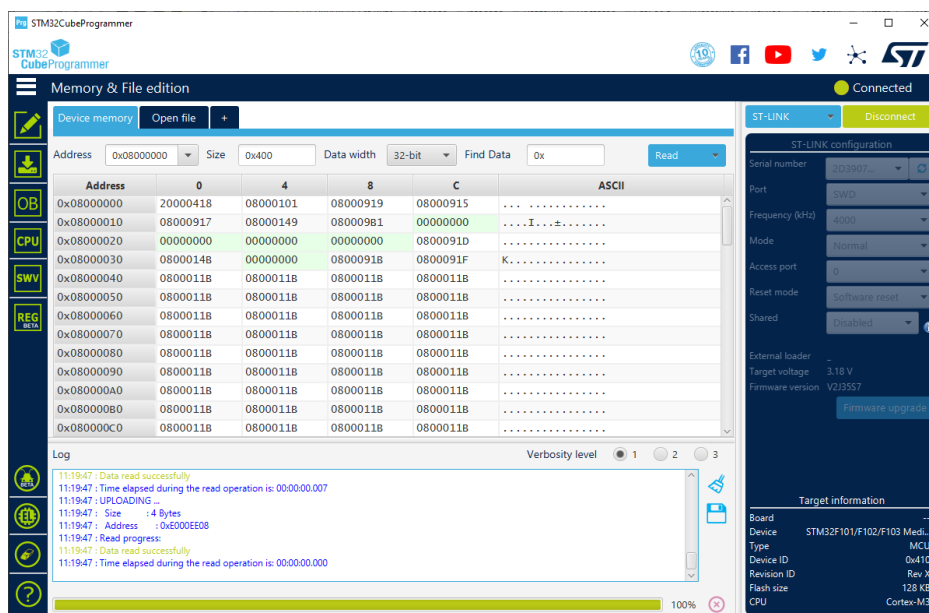 STM32CubeProgrammer
STM32
CubeProgrammer
Memory & File edition
Connected
Device memory Open file +
Address 0x08000000 Size 0x400 Data width 32-bit Find Data 0x Read
Address 0 4 8 C ASCII
0x08000000 20000418 08000101 08000919 08000915 ... ............
0x08000010 08000917 08000149 080009B1 00000000 ....I...±.......
0x08000020 00000000 00000000 00000000 0800091D ................
0x08000030 0800014B 00000000 0800091B 0800091F K...............
0x08000040 0800011B 0800011B 0800011B 0800011B ................
0x08000050 0800011B 0800011B 0800011B 0800011B ................
0x08000060 0800011B 0800011B 0800011B 0800011B ................
0x08000070 0800011B 0800011B 0800011B 0800011B ................
0x08000080 0800011B 0800011B 0800011B 0800011B ................
0x08000090 0800011B 0800011B 0800011B 0800011B ................
0x080000A0 0800011B 0800011B 0800011B 0800011B ................
0x080000B0 0800011B 0800011B 0800011B 0800011B ................
0x080000C0 0800011B 0800011B 0800011B 0800011B ................
OB
CPU
SWV
REG
BETA
Log Verbosity level 1 2 3
11:19:47 : Data read successfully
11:19:47 : Time elapsed during the read operation is: 00:00:00.007
11:19:47 : UPLOADING ...
11:19:47 : Size : 4 Bytes
11:19:47 : Address : 0xE000EE08
11:19:47 : Read progress:
11:19:47 : Data read successfully
11:19:47 : Time elapsed during the read operation is: 00:00:00.000
100%
ST-LINK Disconnect
ST-LINK configuration
Serial number 2D3907...
Port SWD
Frequency (kHz) 4000
Mode Normal
Access port 0
Reset mode Software reset
Shared Disabled
External loader _
Target voltage 3.18 V
Firmware version V2J35S7
Firmware upgrade
Target information
Board --
Device STM32F101/F102/F103 Medi..
Type MCU
Device ID 0x410
Revision ID Rev X
Flash size 128 KB
CPU Cortex-M3